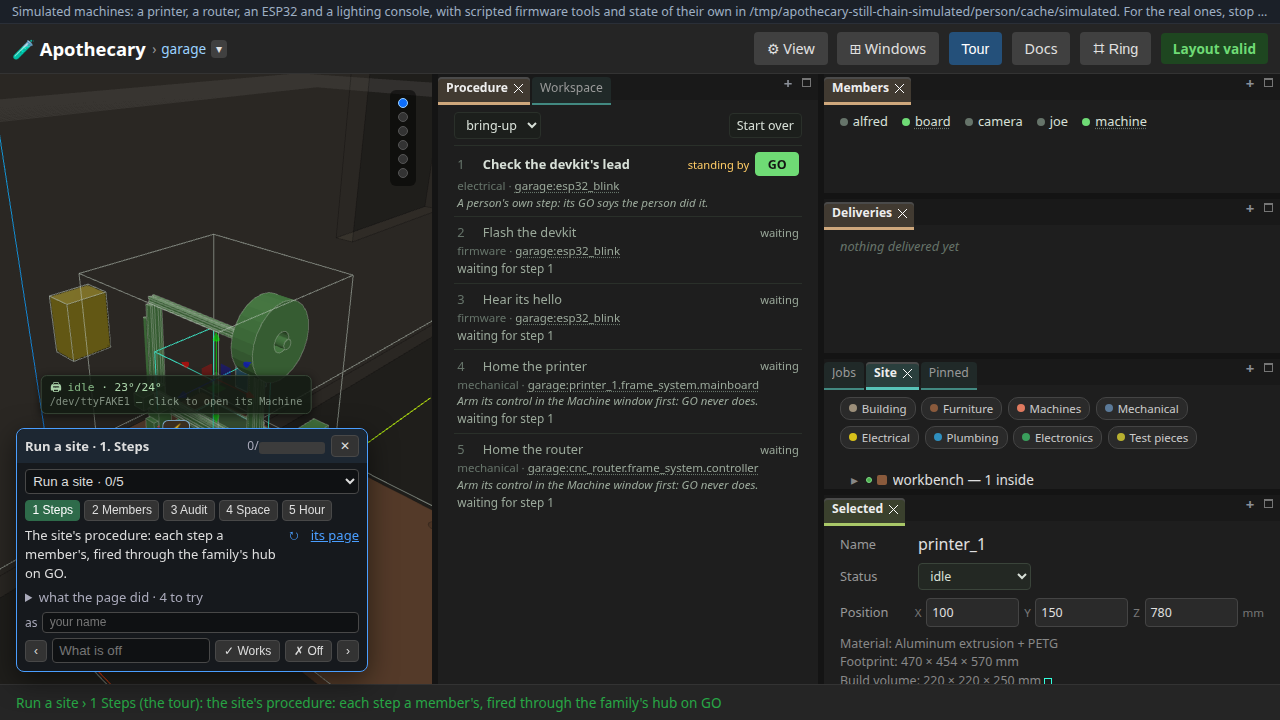 Simulated machines: a printer, a router, an ESP32 and a lighting console, with scripted firmware tools and state of their own in /tmp/apothecary-still-chain-simulated/person/cache/simulated. For the real ones, stop ...
Apothecary › garage ▾
⚙ View
⊞ Windows
Tour
Docs
Ring
Layout valid
Procedure
Workspace
bring-up
Start over
1 Check the devkit's lead standing by GO
electrical · garage:esp32_blink
A person's own step: its GO says the person did it.
2 Flash the devkit waiting
firmware · garage:esp32_blink
waiting for step 1
3 Hear its hello waiting
firmware · garage:esp32_blink
waiting for step 1
4 Home the printer waiting
mechanical · garage:printer_1.frame_system.mainboard
Arm its control in the Machine window first: GO never does.
waiting for step 1
5 Home the router waiting
mechanical · garage:cnc_router.frame_system.controller
Arm its control in the Machine window first: GO never does.
waiting for step 1
idle · 23°/24°
/dev/ttyFAKE1 — click to open its Machine
Run a site · 1. Steps 0/ ✕
Run a site · 0/5
1 Steps
2 Members
3 Audit
4 Space
5 Hour
The site's procedure: each step a member's, fired through the family's hub on GO.
↻ its page
▶ what the page did · 4 to try
as your name
‹ What is off ✓ Works ✗ Off ›
Members
alfred board camera joe machine
Deliveries
nothing delivered yet
Jobs
Site
Pinned
Building Furniture Machines Mechanical
Electrical Plumbing Electronics Test pieces
▶ workbench — 1 inside
Selected
Name printer_1
Status idle
Position X 100 Y 150 Z 780 mm
Material: Aluminum extrusion + PETG
Footprint: 470 × 454 × 570 mm
Build volume: 220 × 220 × 250 mm
Run a site › 1 Steps (the tour): the site's procedure: each step a member's, fired through the family's hub on GO